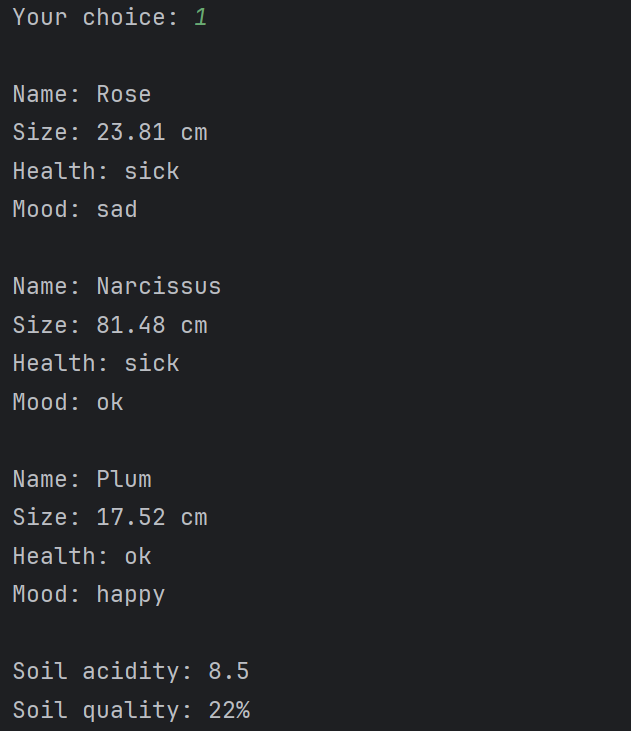 Your choice: 1
Name: Rose
Size: 23.81 cm
Health: sick
Mood: sad
Name: Narcissus
Size: 81.48 cm
Health: sick
Mood: ok
Name: Plum
Size: 17.52 cm
Health: ok
Mood: happy
Soil acidity: 8.5
Soil quality: 22%